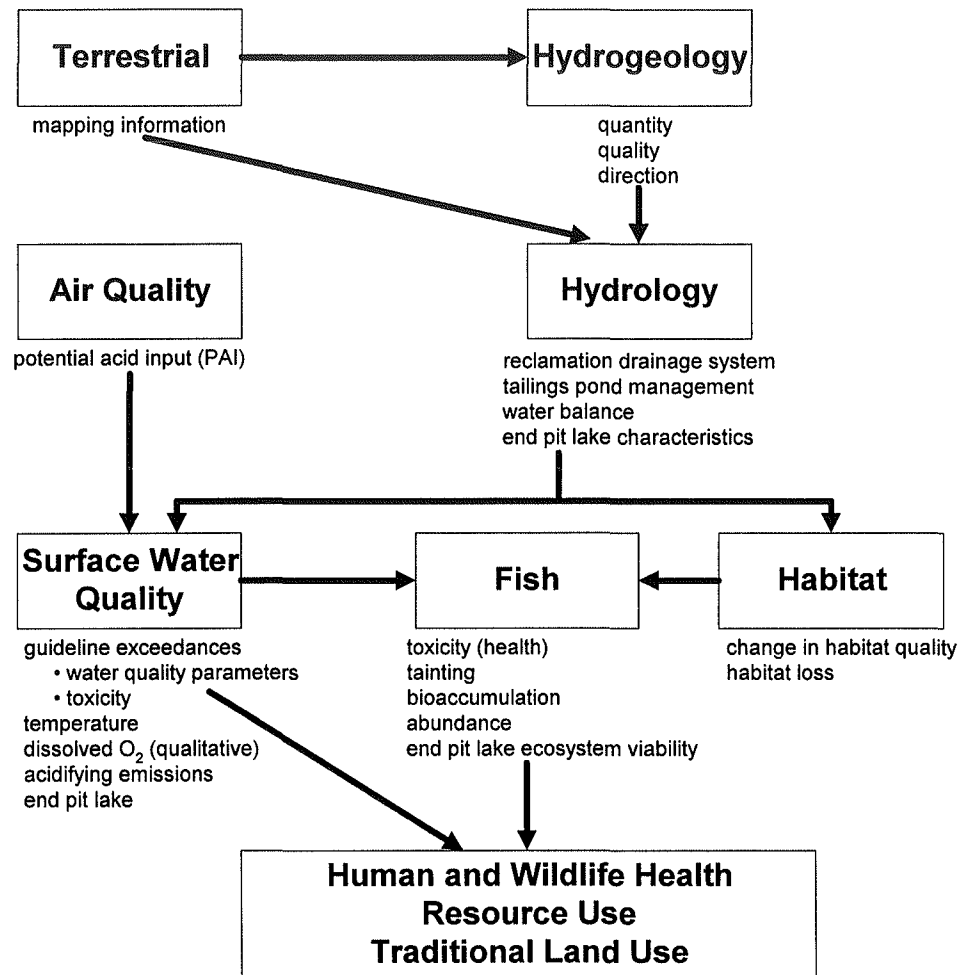 Terrestrial
Hydrogeology
mapping information
quantity
quality
direction
Air Quality
Hydrology
potential acid input (PAI)
reclamation drainage system
tailings pond management
water balance
end pit lake characteristics
Surface Water
Quality
Fish
Habitat
guideline exceedances
• water quality parameters
• toxicity
temperature
dissolved O₂ (qualitative)
acidifying emissions
end pit lake
toxicity (health)
tainting
bioaccumulation
abundance
end pit lake ecosystem viability
change in habitat quality
habitat loss
Human and Wildlife Health
Resource Use
Traditional Land Use